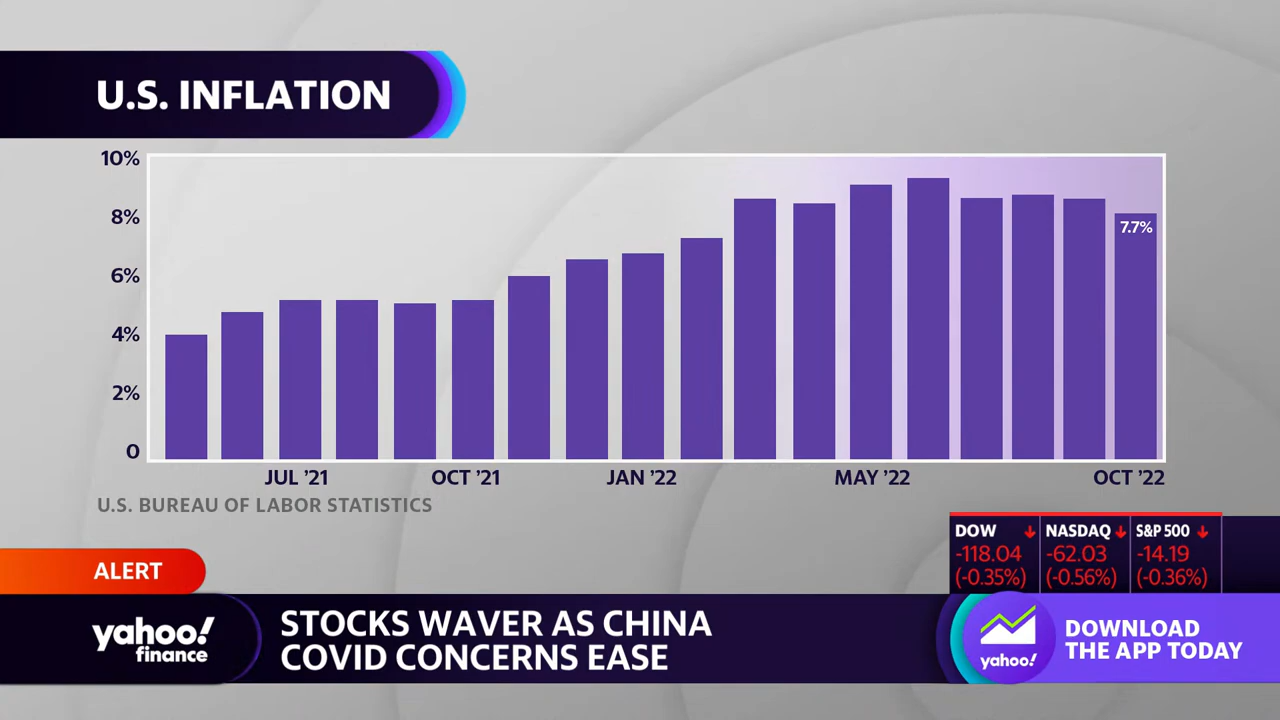 U.S. INFLATION
10%
8%
6%
4%
2%
0
7.7%
JUL ’21 OCT ’21 JAN ’22 MAY ’22 OCT ’22
U.S. BUREAU OF LABOR STATISTICS
DOW NASDAQ S&P 500
-118.04 -62.03 -14.19
(-0.35%) (-0.56%) (-0.36%)
ALERT
yahoo!
finance
STOCKS WAVER AS CHINA
COVID CONCERNS EASE
yahoo!
DOWNLOAD
THE APP TODAY